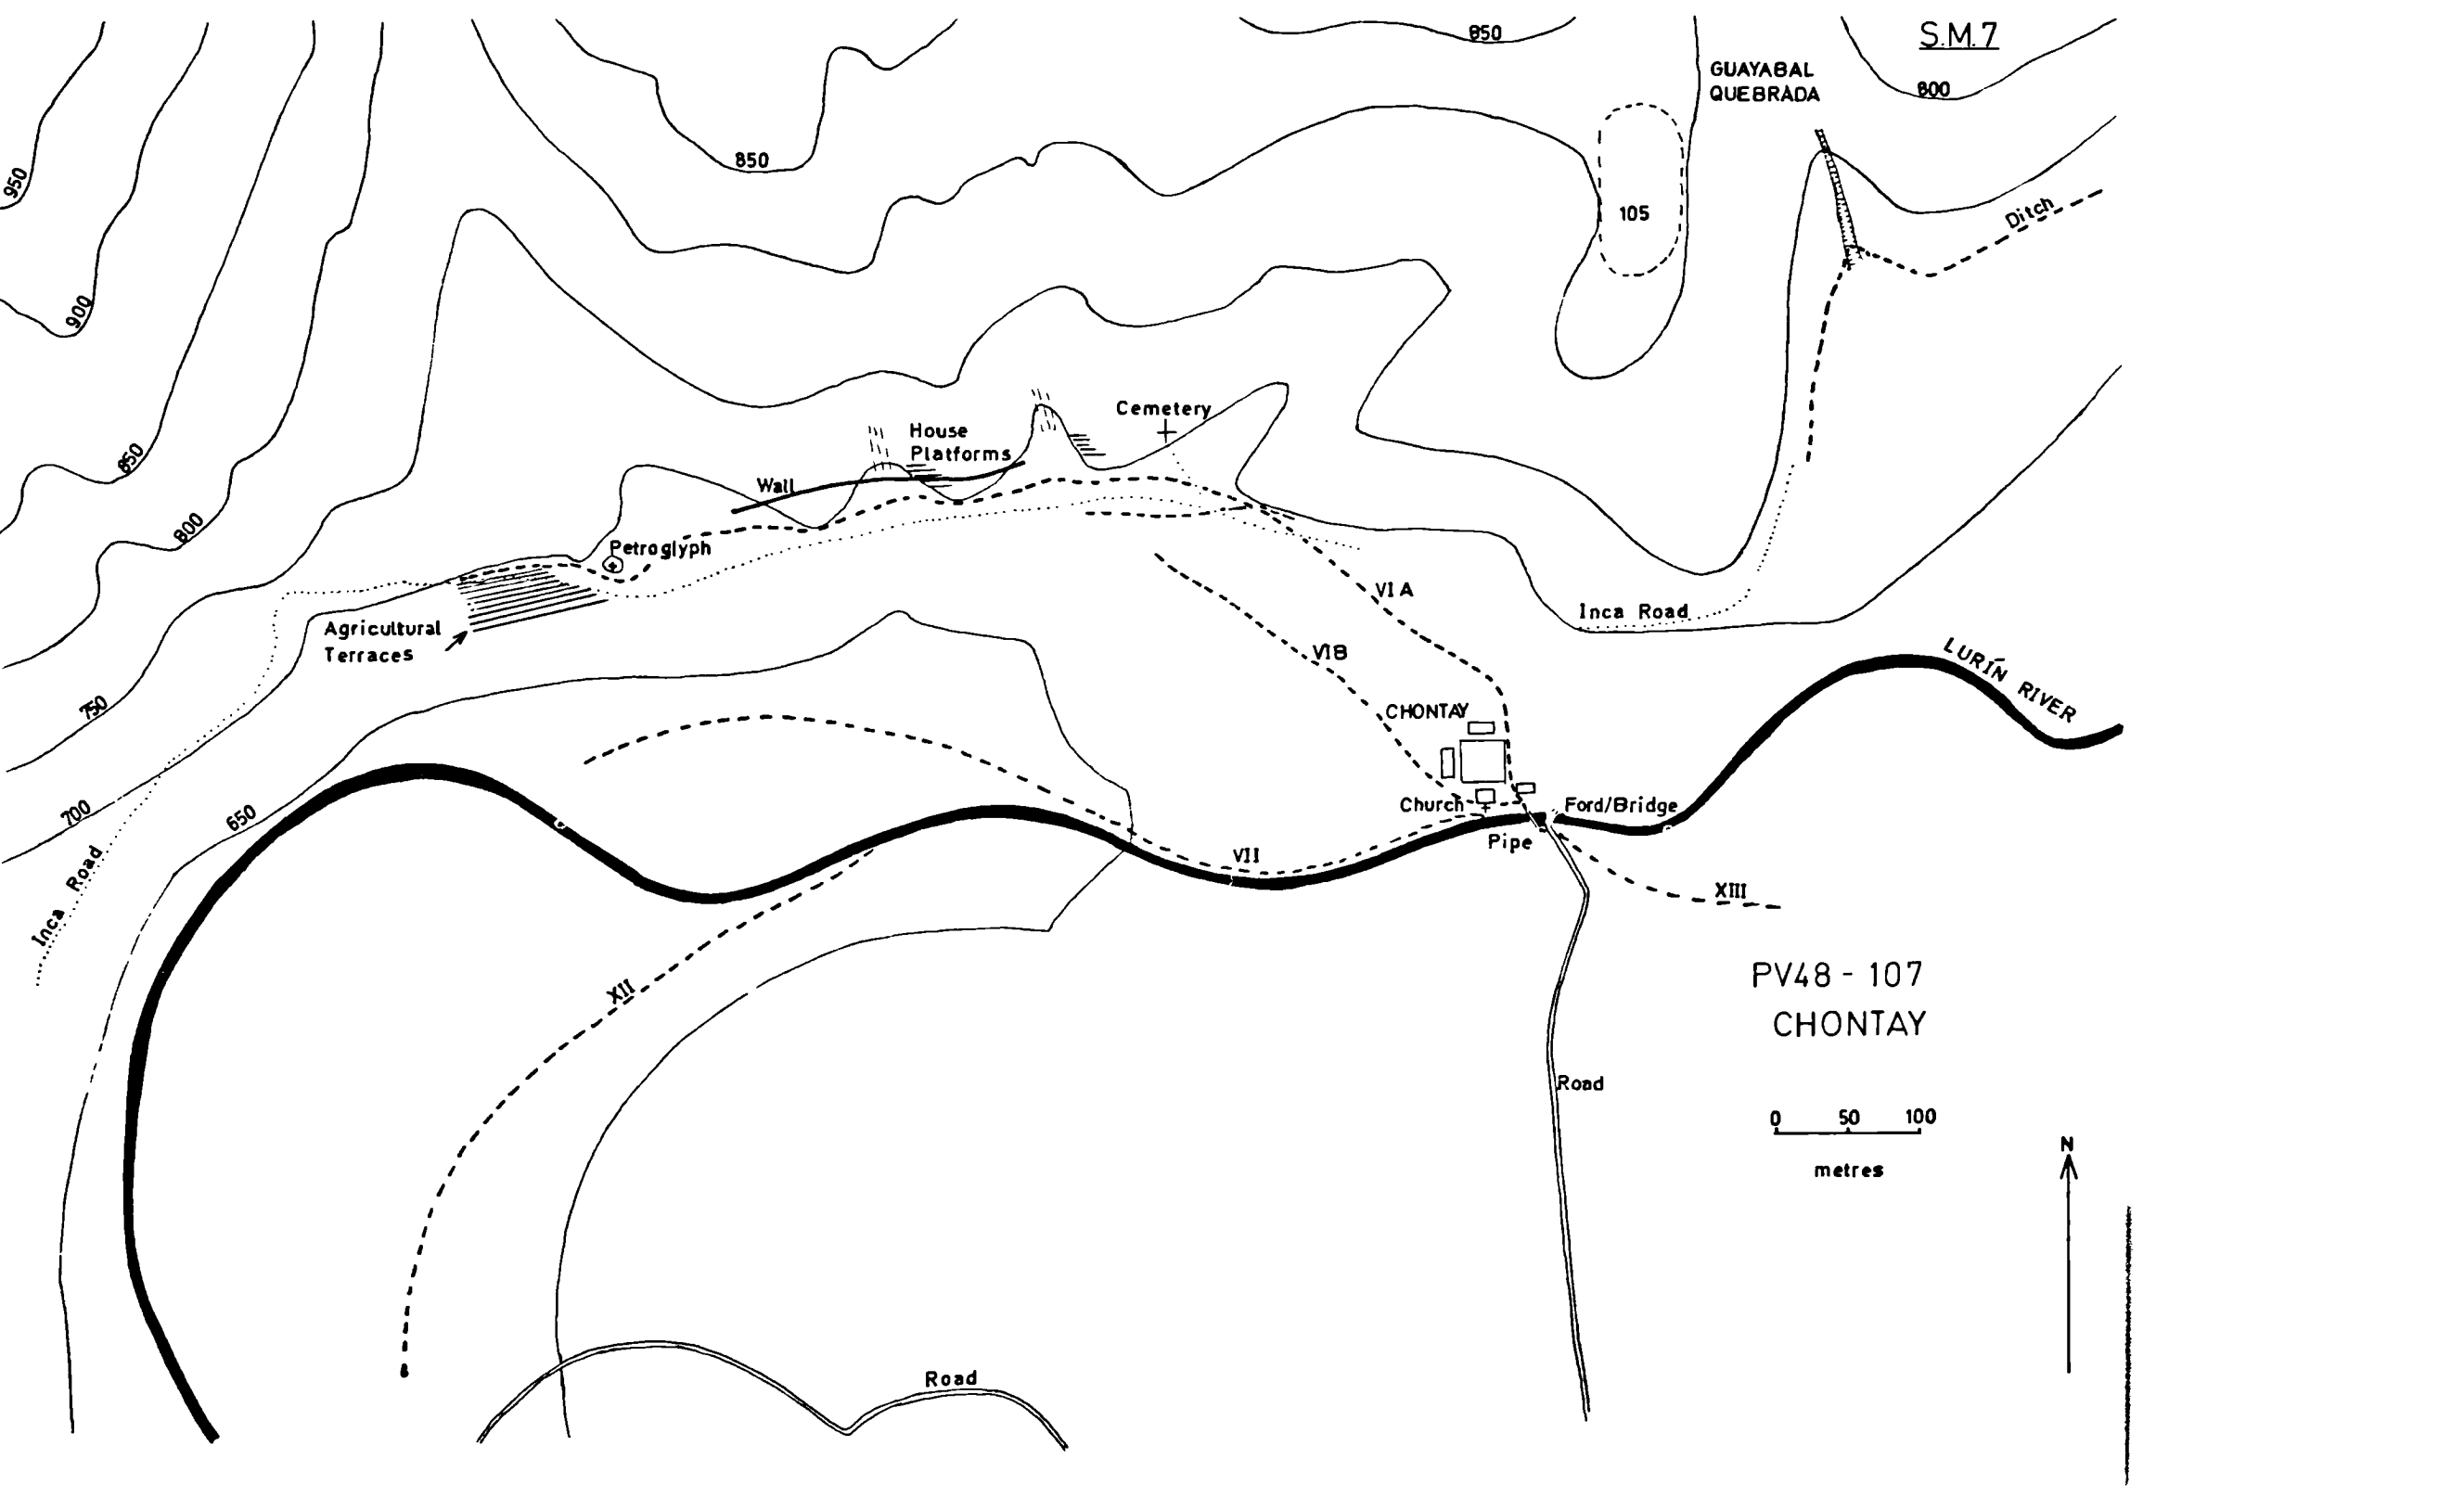 S.M.7
850
GUAYABAL
QUEBRADA
800
850
950
105
Ditch
900
Cemetery
House
Platforms
850
Wall
800
Petroglyph
VI A
Inca Road
Agricultural
Terraces
VIB
LURÍN RIVER
750
CHONTAY
700
650
Church
Ford/Bridge
Pipe
VII
Inca Road
XIII
XII
PV48 - 107
CHONTAY
Road
0 50 100
metres
N
Road